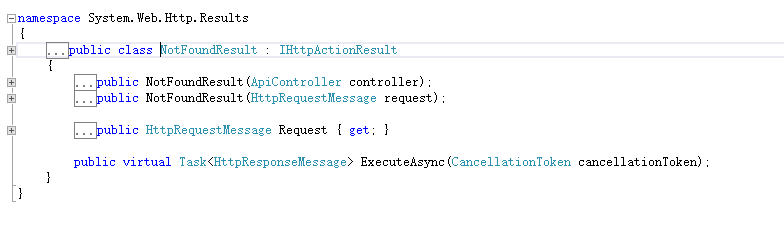 namespace System.Web.Http.Results
{
...public class NotFoundResult : IHttpActionResult
{
...public NotFoundResult(ApiController controller);
...public NotFoundResult(HttpRequestMessage request);
...public HttpRequestMessage Request { get; }
public virtual Task<HttpResponseMessage> ExecuteAsync(CancellationToken cancellationToken);
}
}